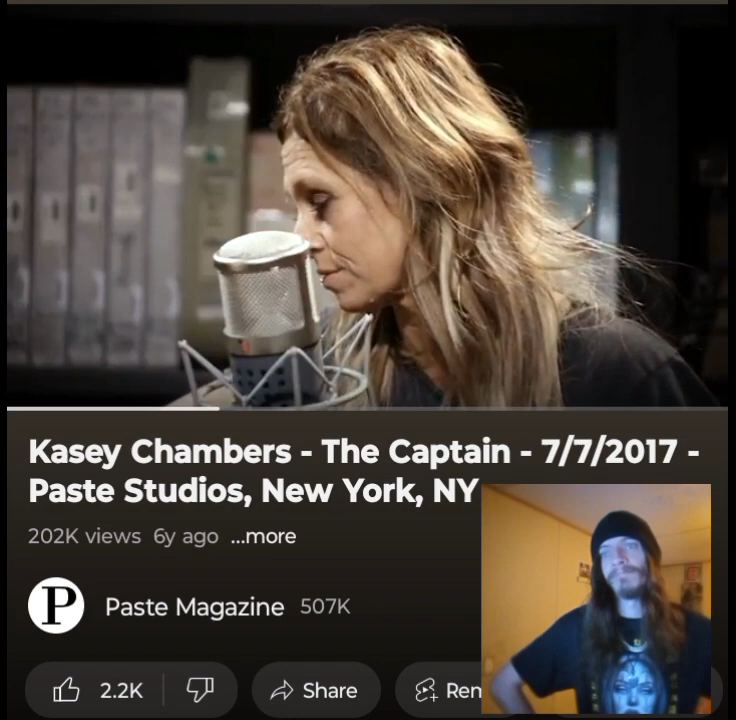 Kasey Chambers - The Captain - 7/7/2017 -
Paste Studios, New York, NY
202K views 6y ago ...more
P Paste Magazine 507K
2.2K Share Rem